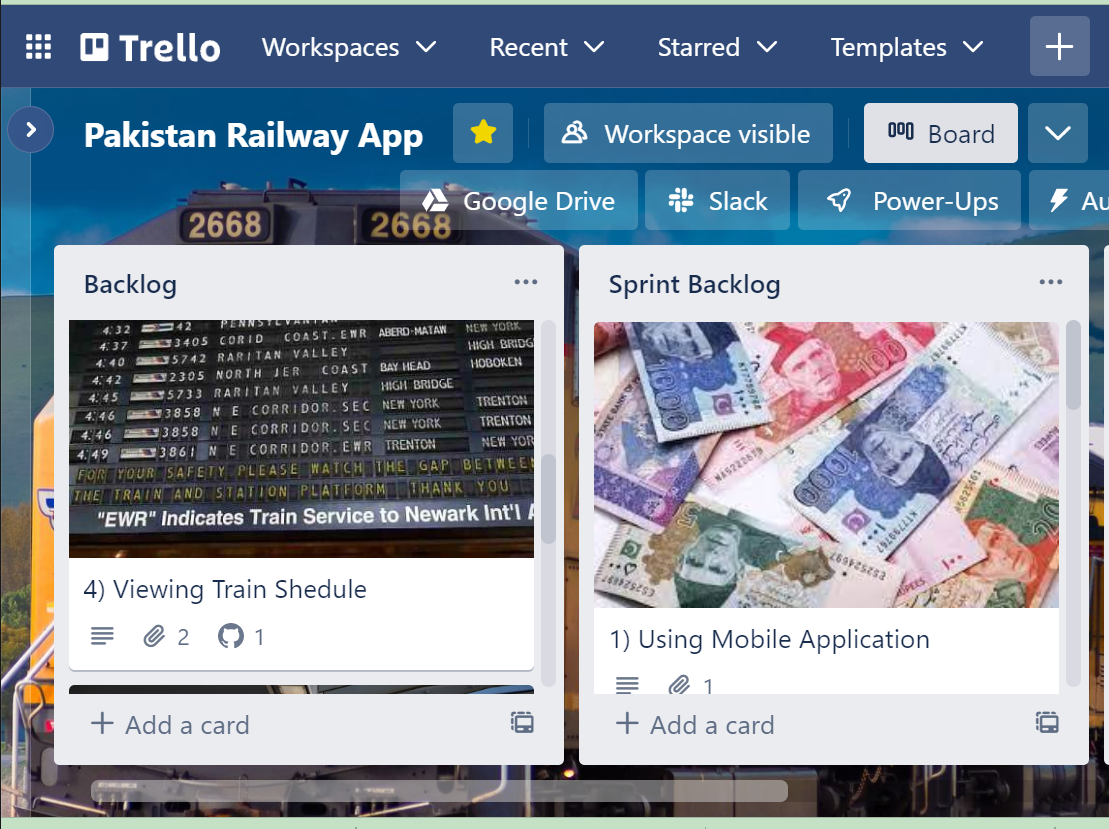 Trello Workspaces Recent Starred Templates
Pakistan Railway App Workspace visible Board
Google Drive Slack Power-Ups Au
2668 2668
Backlog
4:32 42 PENNSYLVANIAN NEW YORK
4:37 3405 CORID COAST.EWR ABERD-MATAW HIGH BRIDG
4:40 5742 RARITAN VALLEY HOBOKEN
4:42 2305 NORTH JER COAST BAY HEAD
4:45 5733 RARITAN VALLEY HIGH BRIDGE
4:46 3858 N E CORRIDOR.SEC NEW YORK TRENTON
4:46 3858 N E CORRIDOR.SEC NEW YORK TRENTON
4:49 3861 N E CORRIDOR.EWR TRENTON NEW YOR
FOR YOUR SAFETY PLEASE WATCH THE GAP BETWEEN
THE TRAIN AND STATION PLATFORM THANK YOU
"EWR" Indicates Train Service to Newark Int'l A
4) Viewing Train Shedule
2 1
+ Add a card
Sprint Backlog
1000
100
1000
1) Using Mobile Application
1
+ Add a card